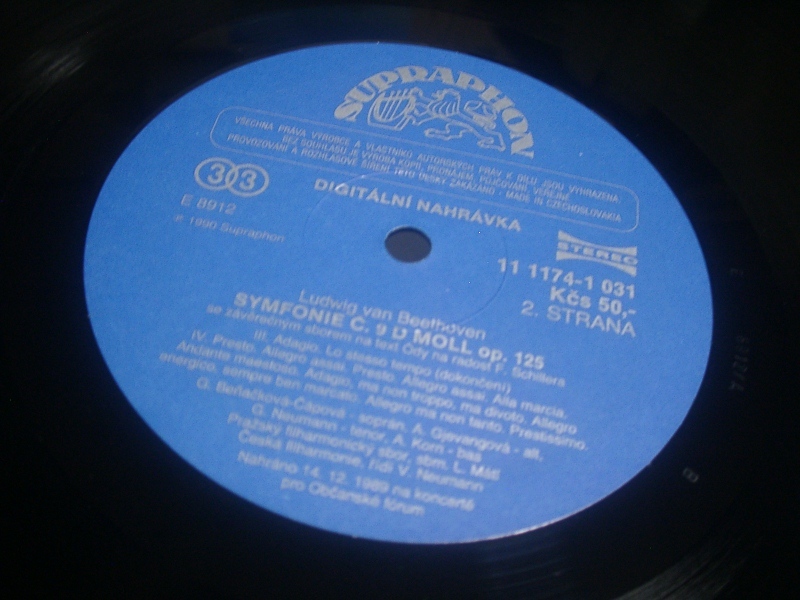 SUPRAPHON
VŠECHNA PRÁVA VÝROBCE A VLASTNÍKŮ AUTORSKÝCH PRÁV K DÍLU JSOU VYHRAZENA.
BEZ SOUHLASU JE VÝROBA KOPIÍ, PRONÁJEM, PŮJČOVÁNÍ, VEŘEJNÉ
PROVOZOVÁNÍ A ROZHLASOVÉ ŠÍŘENÍ TÉTO DESKY ZAKÁZÁNO - MADE IN CZECHOSLOVAKIA
33
DIGITÁLNÍ NAHRÁVKA
E 8912
℗ 1990 Supraphon
STEREO
11 1174-1 031
Kčs 50,-
2. STRANA
Ludwig van Beethoven
SYMFONIE Č. 9 D MOLL op. 125
se závěrečným sborem na text Ódy na radost F. Schillera
III. Adagio. Lo stesso tempo (dokončení)
IV. Presto. Allegro assai. Presto. Allegro assai. Alla marcia.
Andante maestoso. Adagio, ma non troppo, ma divoto. Allegro
energico, sempre ben marcato. Allegro ma non tanto. Prestissimo.
G. Beňačková-Čápová - soprán, A. Gjevangová - alt,
G. Neumann - tenor, A. Korn - bas
Pražský filharmonický sbor, sbm. L. Mátl
Česká filharmonie, řídí V. Neumann
Nahráno 14. 12. 1989 na koncertě
pro Občanské fórum